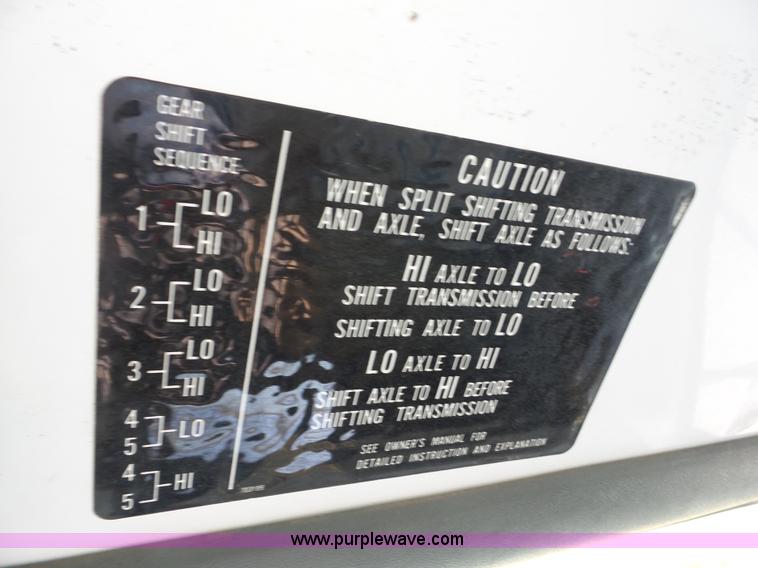 GEAR
SHIFT
SEQUENCE
1 LO
HI
2 LO
HI
3 LO
HI
4
5 LO
4
5 HI
CAUTION
WHEN SPLIT SHIFTING TRANSMISSION
AND AXLE, SHIFT AXLE AS FOLLOWS:
HI AXLE TO LO
SHIFT TRANSMISSION BEFORE
SHIFTING AXLE TO LO
LO AXLE TO HI
SHIFT AXLE TO HI BEFORE
SHIFTING TRANSMISSION
SEE OWNER'S MANUAL FOR
DETAILED INSTRUCTION AND EXPLANATION
www.purplewave.com